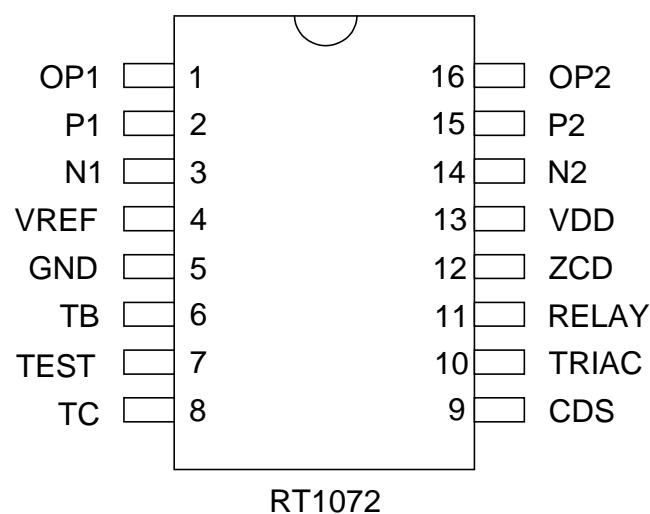 OP1 1 16 OP2
P1 2 15 P2
N1 3 14 N2
VREF 4 13 VDD
GND 5 12 ZCD
TB 6 11 RELAY
TEST 7 10 TRIAC
TC 8 9 CDS
RT1072